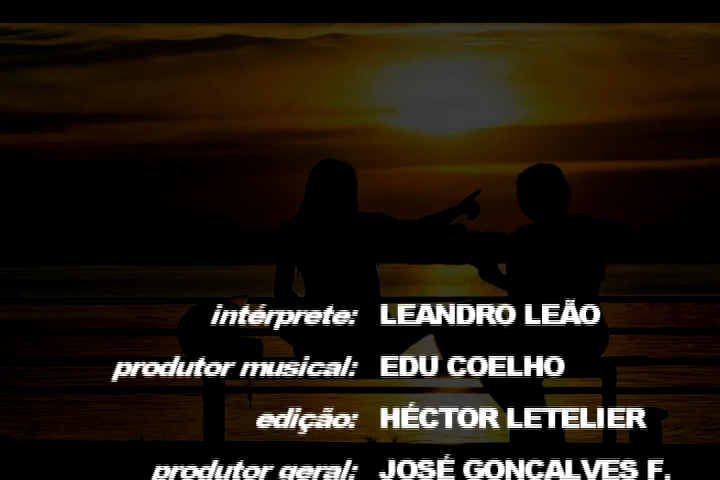 intérprete: LEANDRO LEÃO
produtor musical: EDU COELHO
edição: HÉCTOR LETELIER
produtor geral: JOSÉ GONÇALVES F.